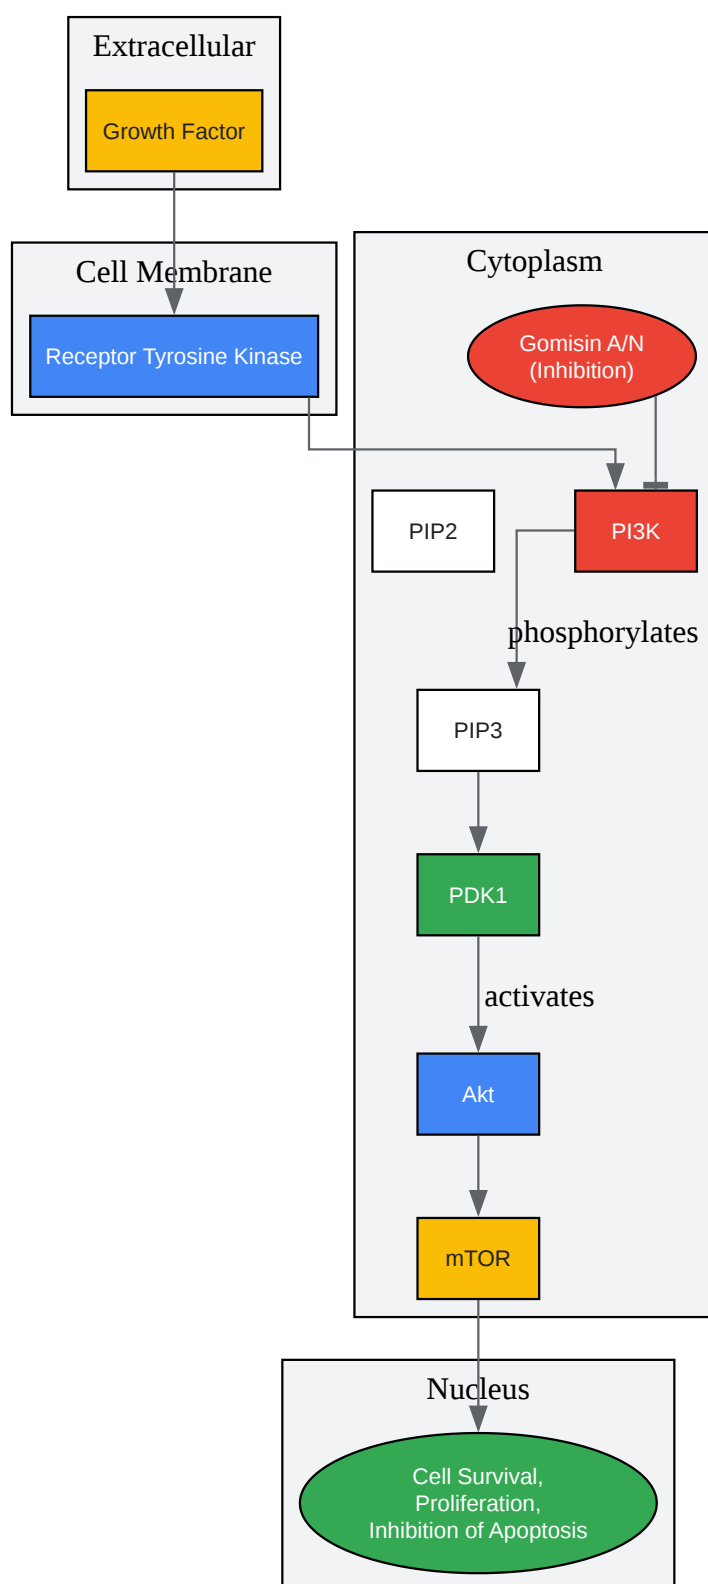 Extracellular
Growth Factor
Cell Membrane
Receptor Tyrosine Kinase
Cytoplasm
Gomisin A/N
(Inhibition)
PIP2
PI3K
phosphorylates
PIP3
PDK1
activates
Akt
mTOR
Nucleus
Cell Survival,
Proliferation,
Inhibition of Apoptosis